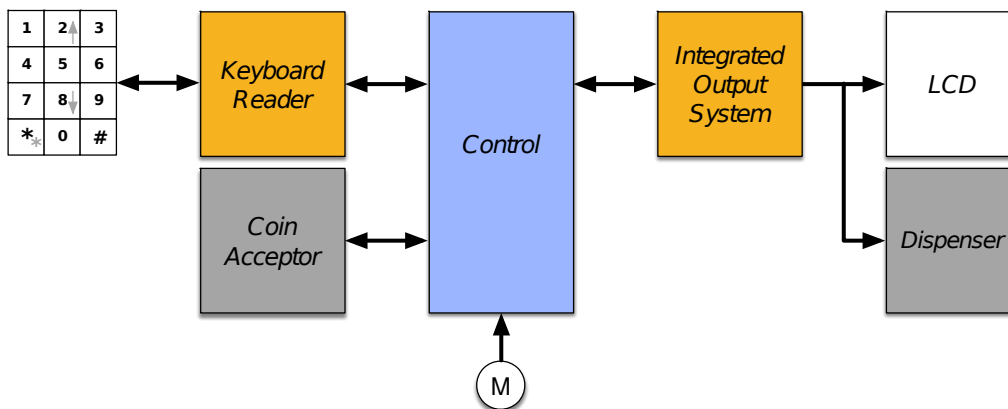 1 2 3
4 5 6
7 8 9
* * 0 #
Keyboard
Reader
Coin
Acceptor
Control
M
Integrated
Output
System
LCD
Dispenser